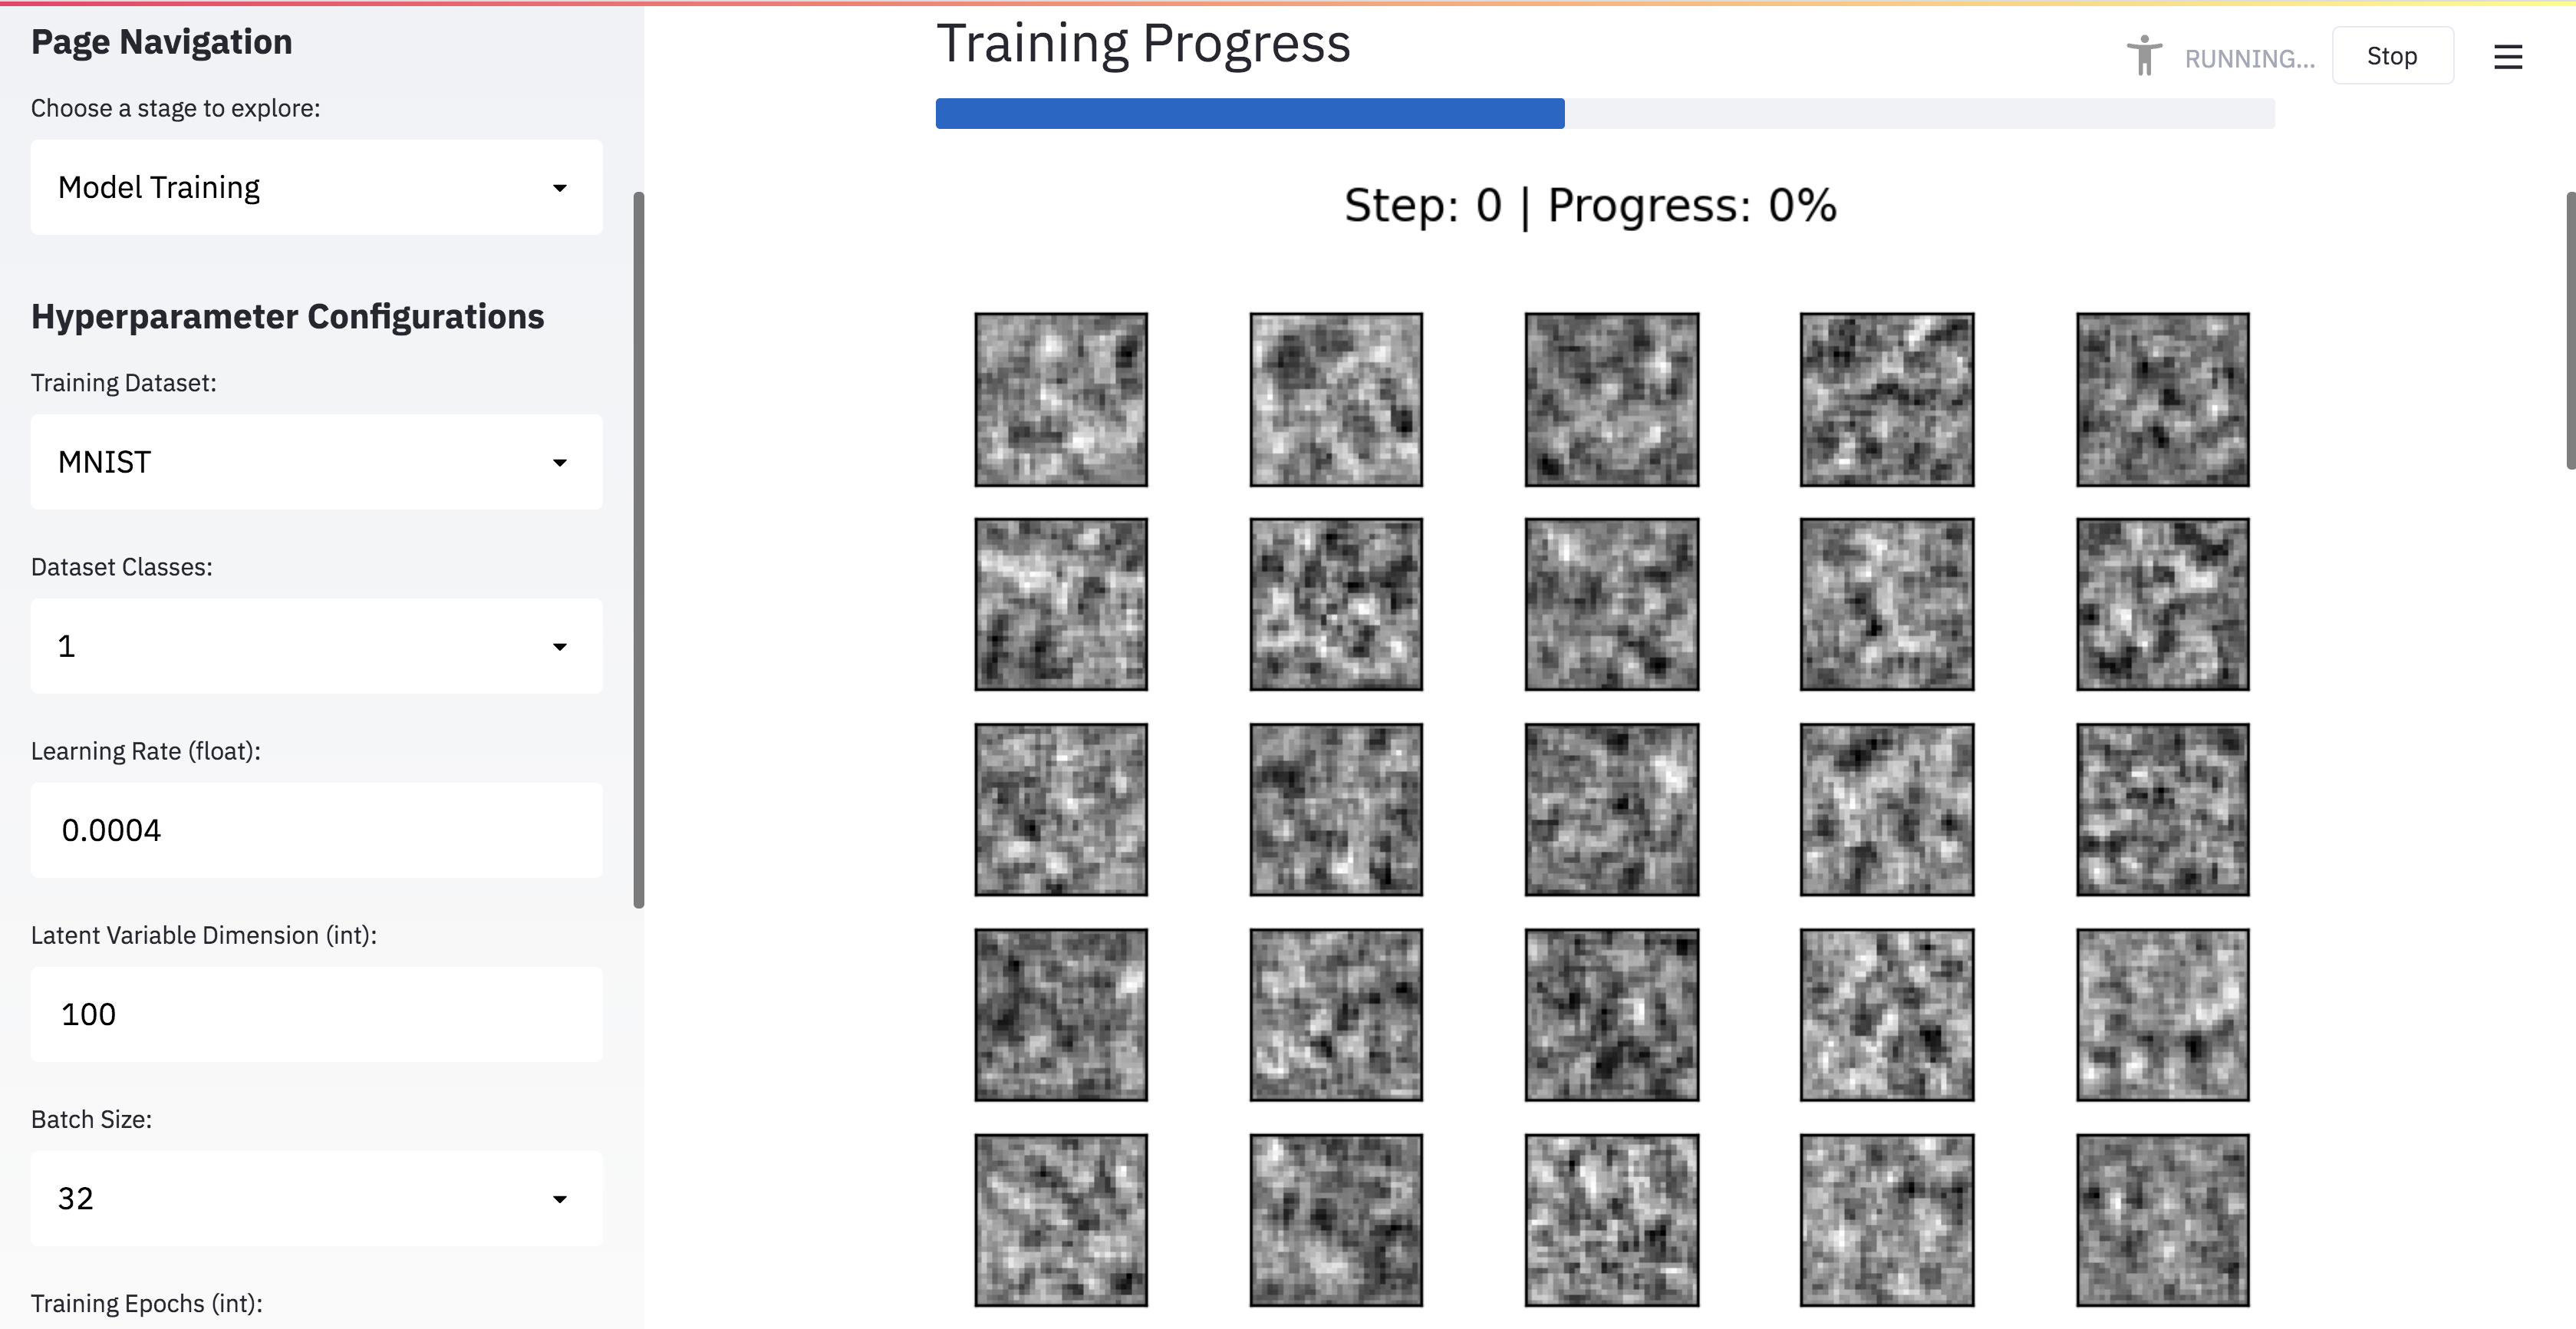 Page Navigation
Choose a stage to explore:
Model Training
Hyperparameter Configurations
Training Dataset:
MNIST
Dataset Classes:
1
Learning Rate (float):
0.0004
Latent Variable Dimension (int):
100
Batch Size:
32
Training Epochs (int):
Training Progress
RUNNING...
Stop
Step: 0 | Progress: 0%